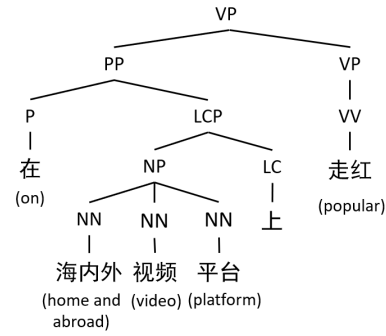 VP
PP VP
P LCP VV
在 NP LC 走红
(on) NN NN NN 上 (popular)
海内外 视频 平台
(home and (video) (platform)
abroad)